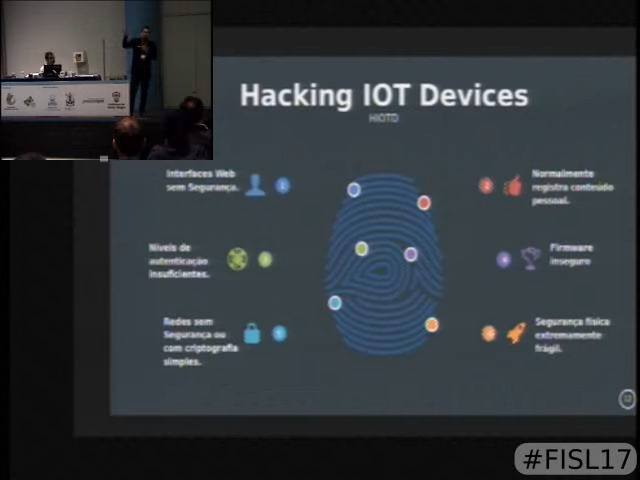 Hacking IOT Devices
HIOTD
Interfaces Web
sem Segurança.
Níveis de
autenticação
insuficientes.
Redes sem
Segurança ou
com criptografia
simples.
Normalmente
registra conteúdo
pessoal.
Firmware
inseguro
Segurança física
extremamente
frágil.
#FISL17